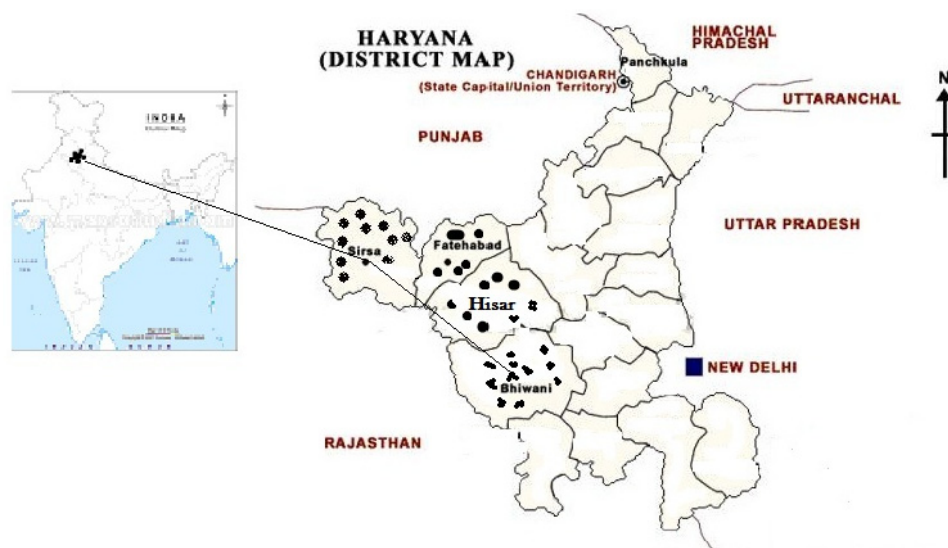 HARYANA
(DISTRICT MAP)
HIMACHAL
PRADESH
Panchkula
CHANDIGARH
(State Capital/Union Territory)
N
UTTARANCHAL
PUNJAB
INDIA
UTTAR PRADESH
Sirsa
Fatehabad
Hisar
NEW DELHI
Bhiwani
RAJASTHAN